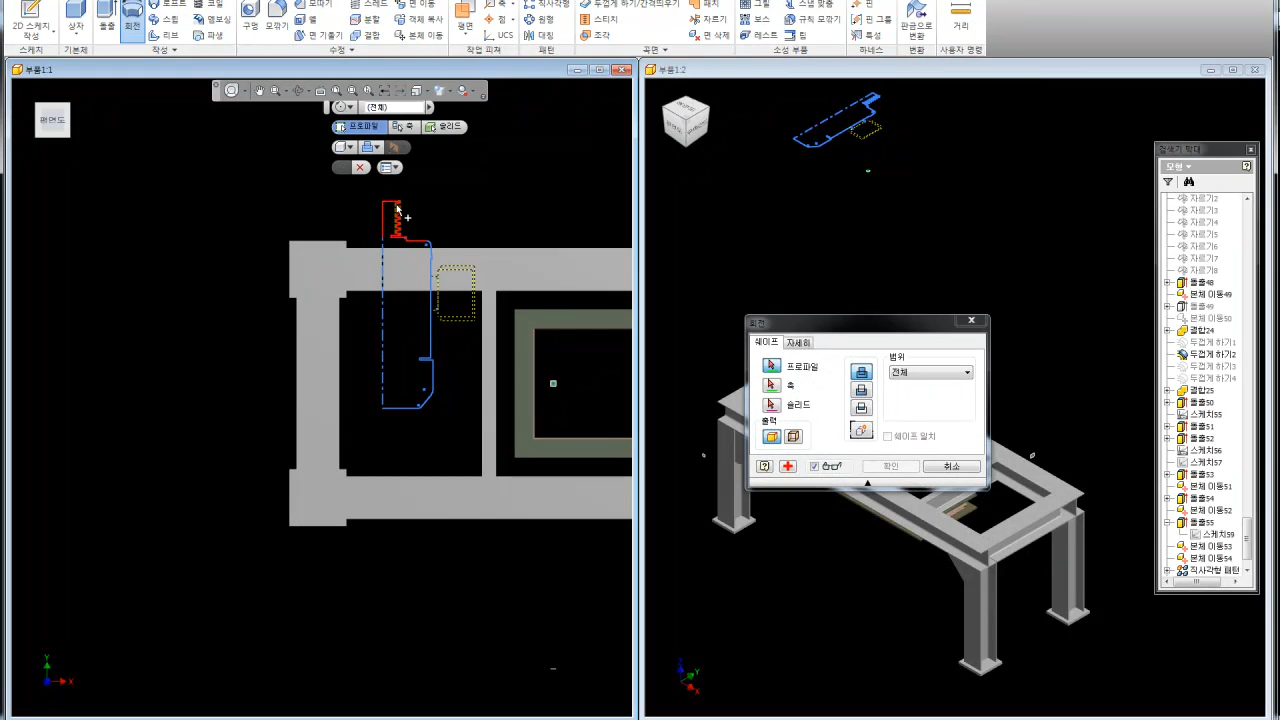 로프트 코일 모따기 쉘 스레드 면 이동 두껍게 하기/간격띄우기 축 직사각형 그릴 스냅 맞춤 핀
2D 스케치 작성 상자 돌출 회전 스윕 엠보싱 구멍 모깎기 쉘 분할 객체 복사 평면 점 원형 스티치 자르기 보스 규칙 모깎기 핀 그룹 판금으로 변환 거리
리브 파생 면 기울기 결합 본체 이동 UCS 대칭 조각 면 삭제 레스트 립 특성
스케치 기본체 작성 수정 작업 피쳐 패턴 곡면 소성 부품 하네스 변환 사용자 명령
부품1:1
부품1:2
평면도
(전체)
프로파일 축 솔리드
검색기 막대
모형
자르기2
자르기3
자르기4
자르기5
자르기6
자르기7
자르기8
돌출48
본체 이동49
돌출49
본체 이동50
결합24
두껍게 하기1
두껍게 하기2
두껍게 하기3
두껍게 하기4
결합25
돌출50
스케치55
돌출51
돌출52
스케치56
스케치57
돌출53
본체 이동51
돌출54
본체 이동52
돌출55
스케치59
본체 이동53
본체 이동54
직사각형 패턴
회전
쉐이프 자세히
프로파일
축
솔리드
출력
범위
전체
쉐이프 일치
확인 취소
Y
X
Z
Y
X